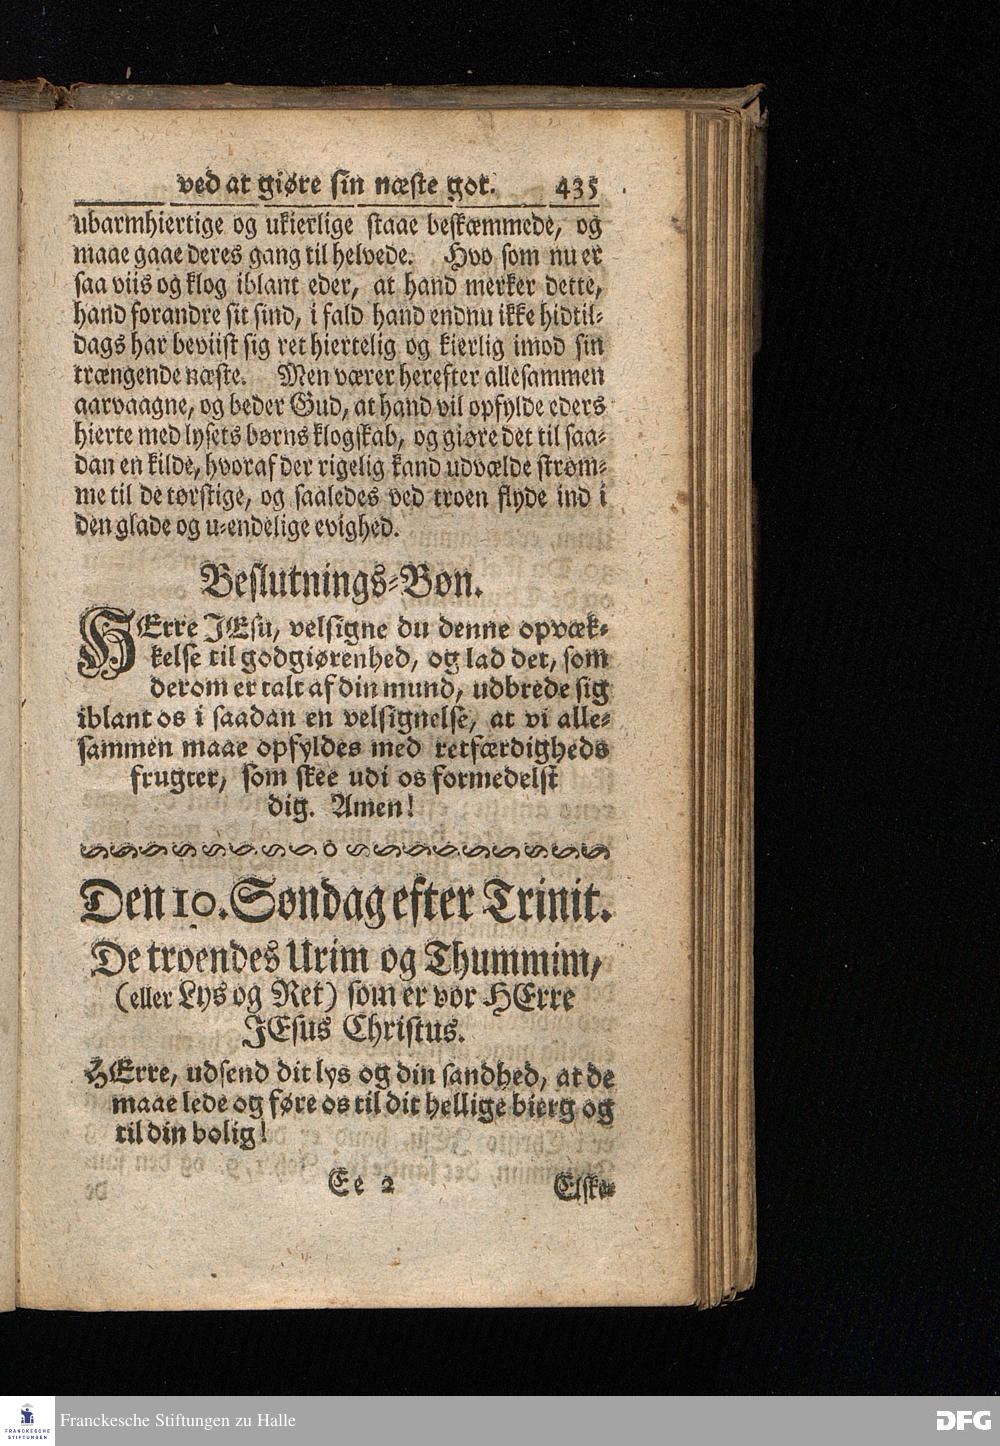 ved at giøre sin næste got. 435
ubarmhiertige og ukierlige staae beskæmmede, og
maae gaae deres gang til helvede. Hvo som nu er
saa viis og klog iblant eder, at hand merker dette,
hand forandre sit sind, i fald hand endnu ikke hidtil-
dags har beviist sig ret hiertelig og kierlig imod sin
trængende næste. Men værer herefter allesammen
aarvaagne, og beder Gud, at hand vil opfylde eders
hierte med lysets børns klogskab, og giøre det til saa-
dan en kilde, hvoraf der rigelig kand udvælde strøm-
me til de tørstige, og saaledes ved troen flyde ind i
den glade og u-endelige evighed.
Beslutnings-Bøn.
HErre JEsu, velsigne du denne opvæk-
kelse til godgiørenhed, og lad det, som
derom er talt af din mund, udbrede sig
iblant os i saadan en velsignelse, at vi alle-
sammen maae opfyldes med retfærdigheds
frugter, som skee udi os formedelst
dig. Amen!
Den 10. Søndag efter Trinit.
De troendes Urim og Thummim,
(eller Lys og Ret) som er vor HErre
JEsus Christus.
HErre, udsend dit lys og din sandhed, at de
maae lede og føre os til dit hellige bierg og
til din bolig!
Ee 2 Elske-
FRANCKESCHE
STIFTUNGEN
Franckesche Stiftungen zu Halle
DFG